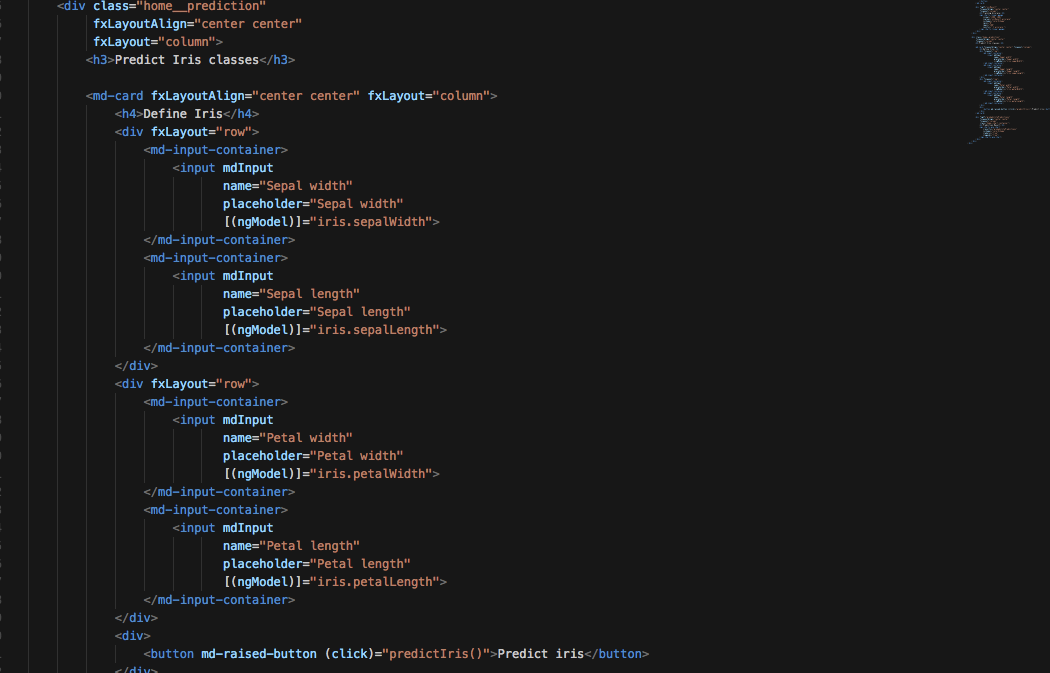 <div class="home__prediction"
fxLayoutAlign="center center"
fxLayout="column">
<h3>Predict Iris classes</h3>
<md-card fxLayoutAlign="center center" fxLayout="column">
<h4>Define Iris</h4>
<div fxLayout="row">
<md-input-container>
<input mdInput
name="Sepal width"
placeholder="Sepal width"
[(ngModel)]="iris.sepalWidth">
</md-input-container>
<md-input-container>
<input mdInput
name="Sepal length"
placeholder="Sepal length"
[(ngModel)]="iris.sepalLength">
</md-input-container>
</div>
<div fxLayout="row">
<md-input-container>
<input mdInput
name="Petal width"
placeholder="Petal width"
[(ngModel)]="iris.petalWidth">
</md-input-container>
<md-input-container>
<input mdInput
name="Petal length"
placeholder="Petal length"
[(ngModel)]="iris.petalLength">
</md-input-container>
</div>
<div>
<button md-raised-button (click)="predictIris()">Predict iris</button>
</div>